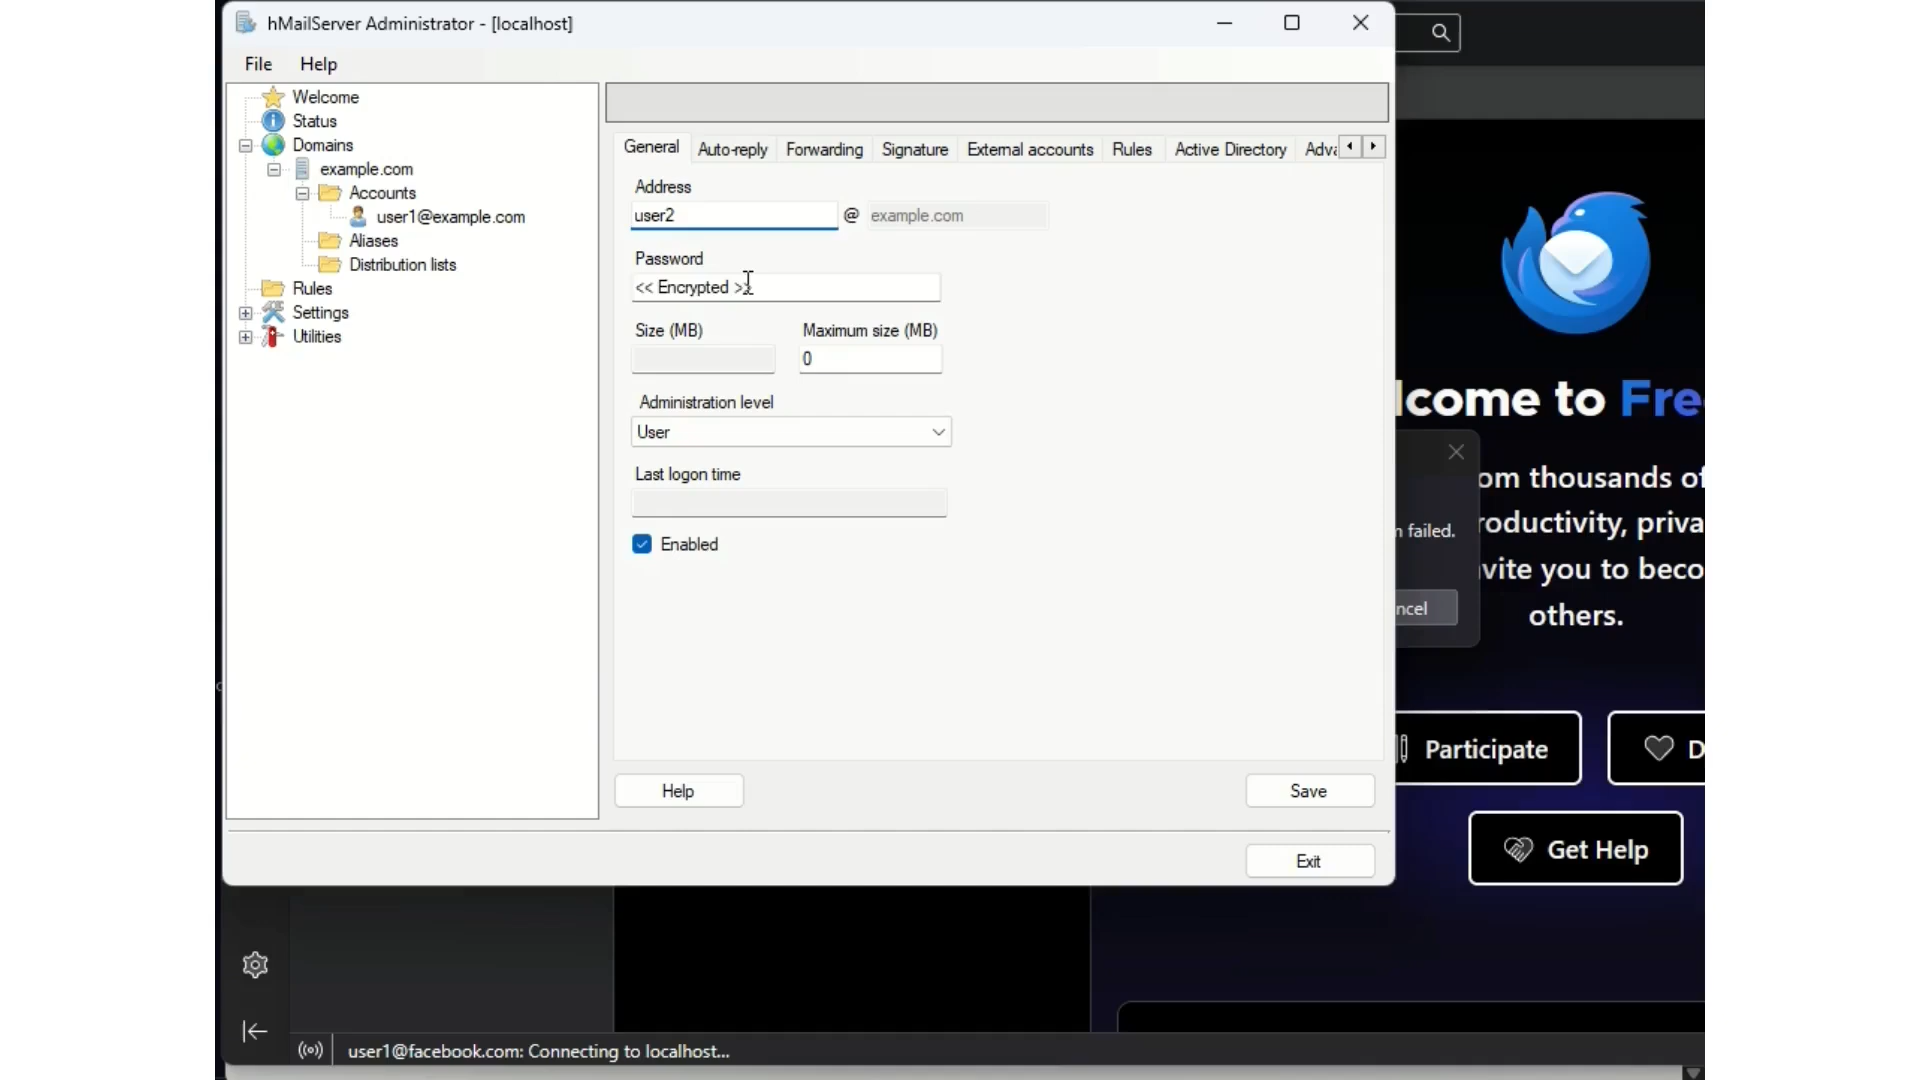 hMailServer Administrator - [localhost]
File Help
Welcome
Status
Domains
example.com
Accounts
user1@example.com
Aliases
Distribution lists
Rules
Settings
Utilities
General Auto-reply Forwarding Signature External accounts Rules Active Directory Adva
Address
user2 @ example.com
Password
<< Encrypted >>
Size (MB) Maximum size (MB)
0
Administration level
User
Last logon time
Enabled
Help Save
Exit
lcome to Fre
om thousands of
roductivity, priva
vite you to beco
others.
n failed.
ncel
Participate
D
Get Help
user1@facebook.com: Connecting to localhost...